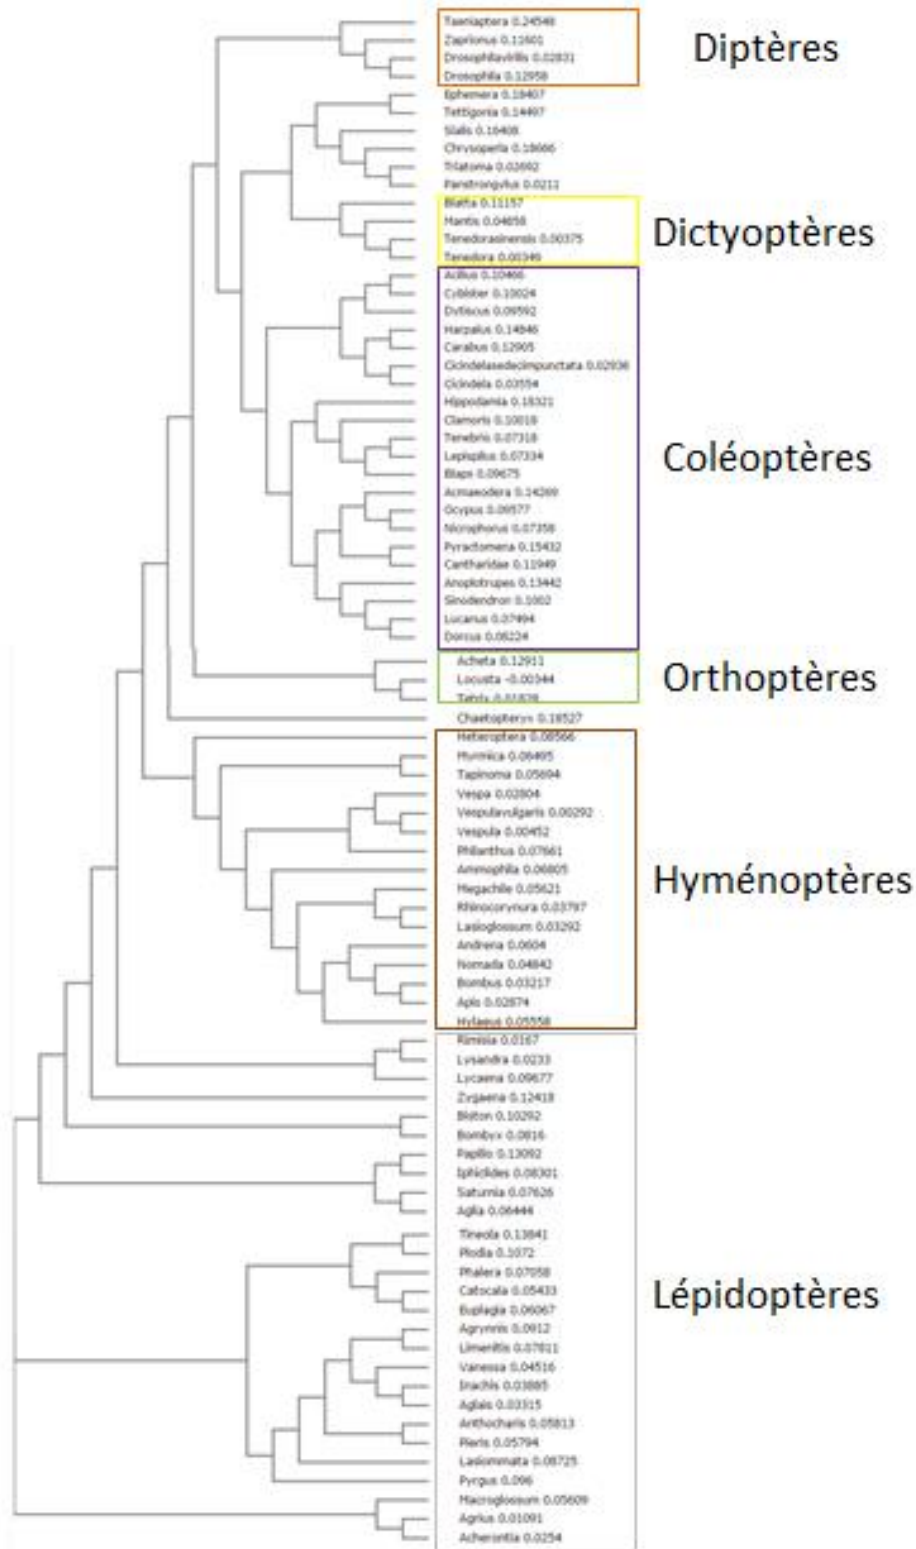 Taeniaptera 0.24548
Zaprionus 0.11601
Drosophilavirilis 0.02831
Drosophila 0.12958
Diptères
Ephemera 0.18407
Tettigonia 0.14497
Sialis 0.16408
Chrysoperla 0.18666
Triatoma 0.02692
Panstrongylus 0.0211
Blatta 0.11157
Mantis 0.04858
Tenedorasinensis 0.00375
Tenedora 0.00349
Dictyoptères
Acilius 0.10466
Cybister 0.10024
Dytiscus 0.09592
Harpalus 0.14846
Carabus 0.12905
Cicindelasedecimpunctata 0.02936
Cicindela 0.03554
Hippodamia 0.18321
Clamoris 0.10018
Tenebrio 0.07318
Lepispilus 0.07334
Blaps 0.09675
Acmaeodera 0.14269
Ocypus 0.09577
Nicrophorus 0.07358
Pyractomena 0.15432
Cantharidae 0.11949
Anoplotrupes 0.13442
Sinodendron 0.1002
Lucanus 0.07494
Dorcus 0.08224
Coléoptères
Acheta 0.12911
Locusta -0.00344
Tetrix 0.01828
Orthoptères
Chaetopteryx 0.18527
Heteroptera 0.08566
Myrmica 0.06495
Tapinoma 0.05694
Vespa 0.02804
Vespulavulgaris 0.00292
Vespula 0.00452
Philanthus 0.07661
Ammophila 0.06805
Megachile 0.05621
Rhinocorynura 0.03797
Lasioglossum 0.03292
Andrena 0.0604
Nomada 0.04842
Bombus 0.03217
Apis 0.02874
Hylaeus 0.05558
Hyménoptères
Rimisia 0.0167
Lysandra 0.0233
Lycaena 0.09677
Zygaena 0.12418
Biston 0.10292
Bombyx 0.0816
Papilio 0.13092
Iphiclides 0.08301
Saturnia 0.07626
Aglia 0.06444
Tineola 0.13841
Plodia 0.1072
Phalera 0.07058
Catocala 0.05433
Euplagia 0.06067
Argynnis 0.0912
Limenitis 0.07811
Vanessa 0.04516
Inachis 0.03885
Aglais 0.03315
Anthocharis 0.05813
Pieris 0.05794
Lasiommata 0.08725
Pyrgus 0.096
Macroglossum 0.05609
Agrius 0.01091
Acherontia 0.0254
Lépidoptères